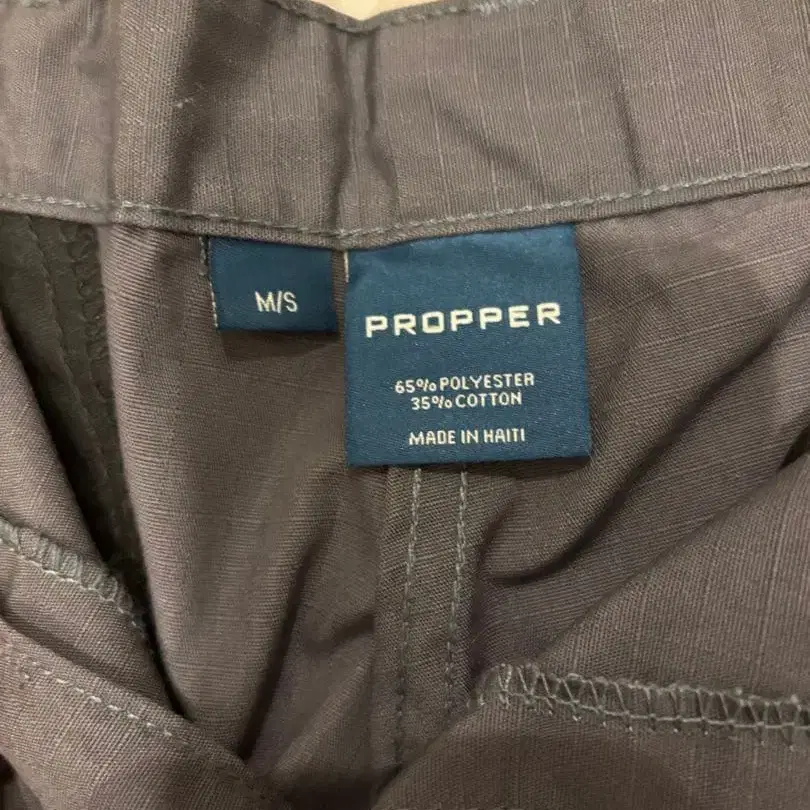 M/S
PROPPER
65% POLYESTER
35% COTTON
MADE IN HAITI